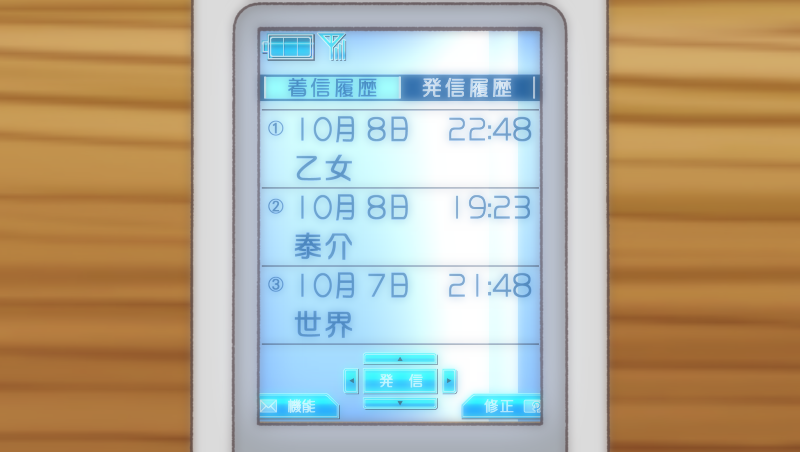 着信履歴 発信履歴
① 10月 8日 22:48
乙女
② 10月 8日 19:23
泰介
③ 10月 7日 21:48
世界
発 信
機能 修正